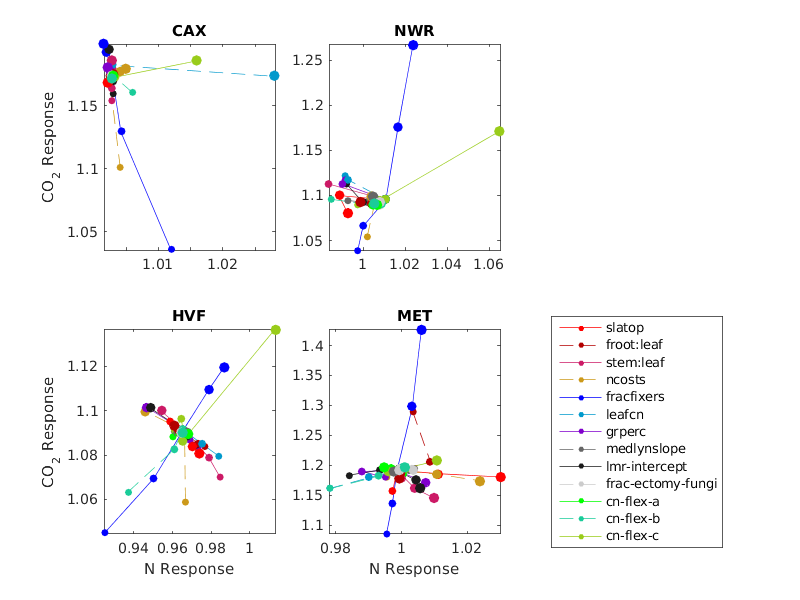 CAX
NWR
CO2 Response
1.15
1.1
1.05
1.01
1.02
1.25
1.2
1.15
1.1
1.05
1
1.02
1.04
1.06
HVF
MET
CO2 Response
1.12
1.1
1.08
1.06
0.94
0.96
0.98
1
N Response
1.4
1.3
1.2
1.15
1.1
0.98
1
1.02
N Response
slatop
froot:leaf
stem:leaf
ncosts
fracfixers
leafcn
grperc
medlynslope
lmr-intercept
frac-ectomy-fungi
cn-flex-a
cn-flex-b
cn-flex-c